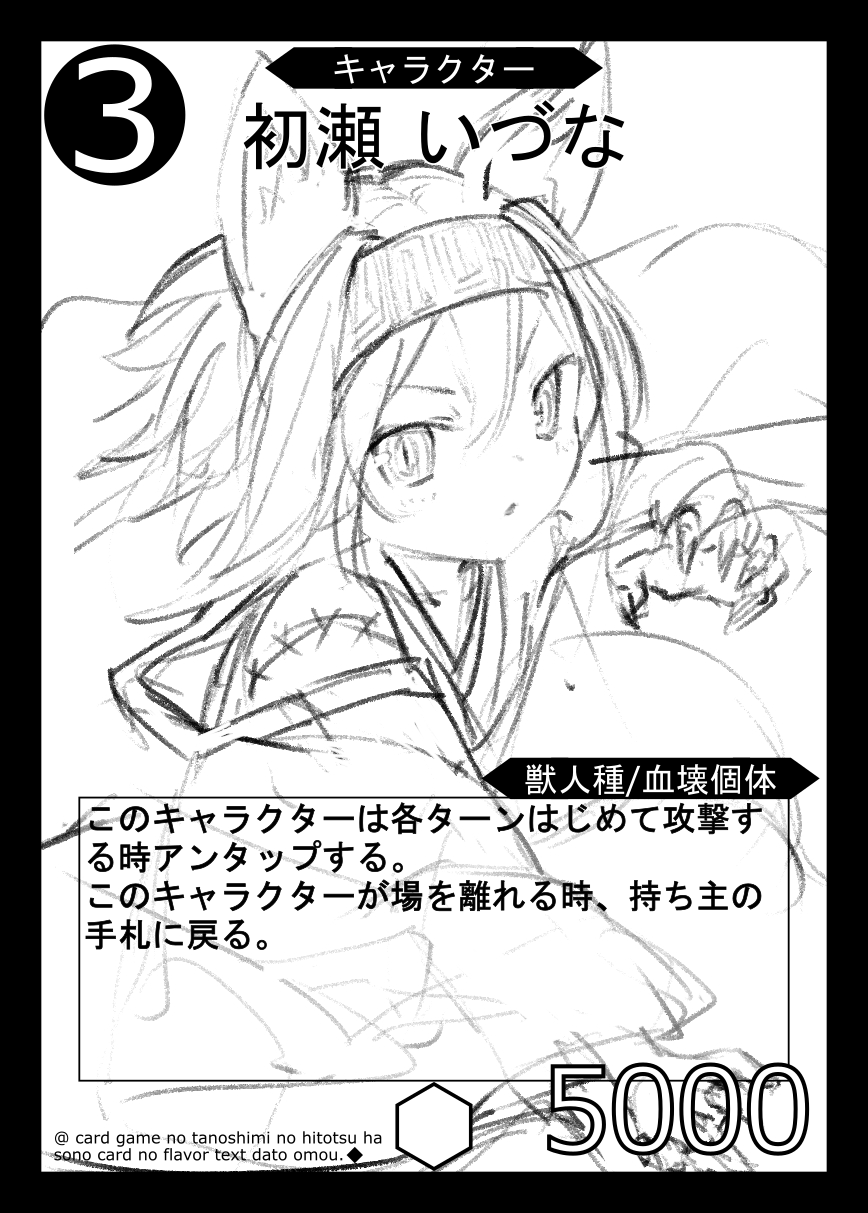 3
キャラクター
初瀬 いづな
獣人種/血壊個体
このキャラクターは各ターンはじめて攻撃す
る時アンタップする。
このキャラクターが場を離れる時、持ち主の
手札に戻る。
5000
@ card game no tanoshimi no hitotsu ha
sono card no flavor text dato omou.◆